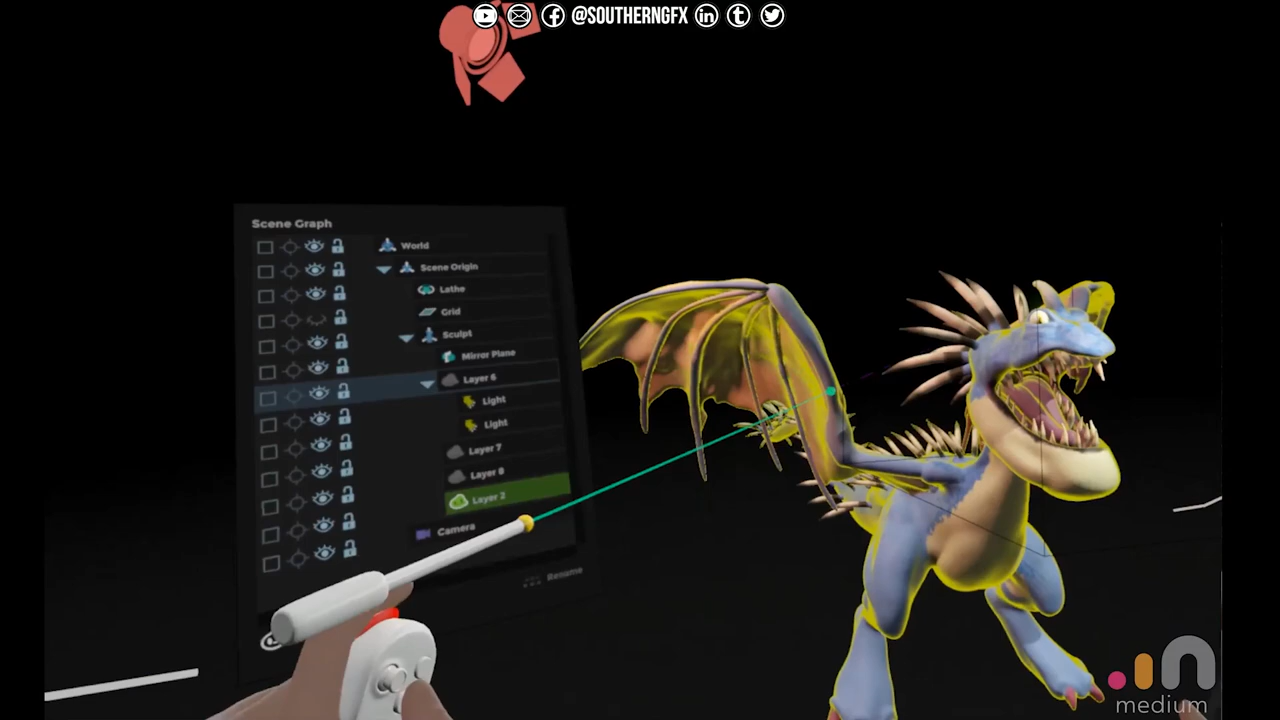 @SOUTHERNGFX
Scene Graph
World
Scene Origin
Lathe
Grid
Sculpt
Mirror Plane
Layer 6
Light
Light
Layer 7
Layer 8
Layer 2
Camera
Rename
medium